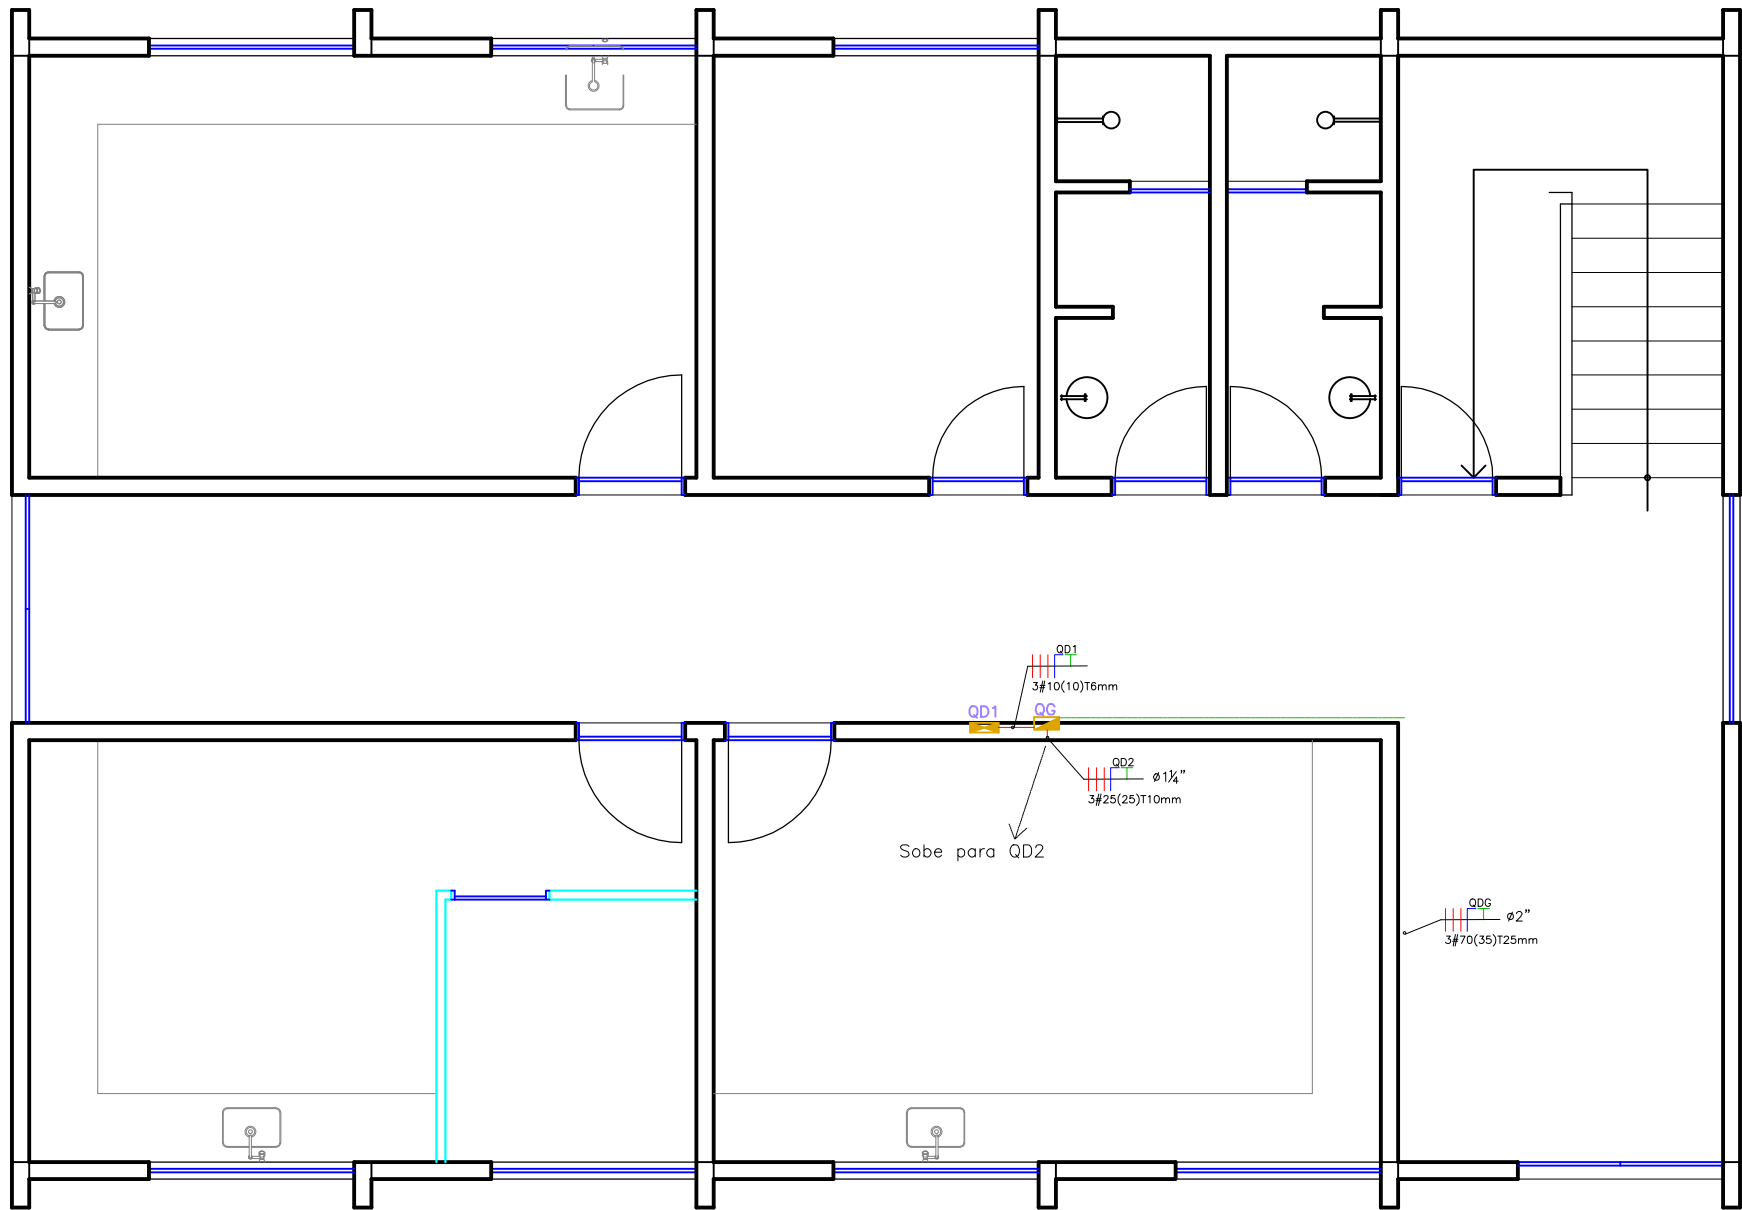 QD1
3#10(10)T6mm
QD1
QG
QD2
ø1¼"
3#25(25)T10mm
Sobe para QD2
QDG
ø2"
3#70(35)T25mm